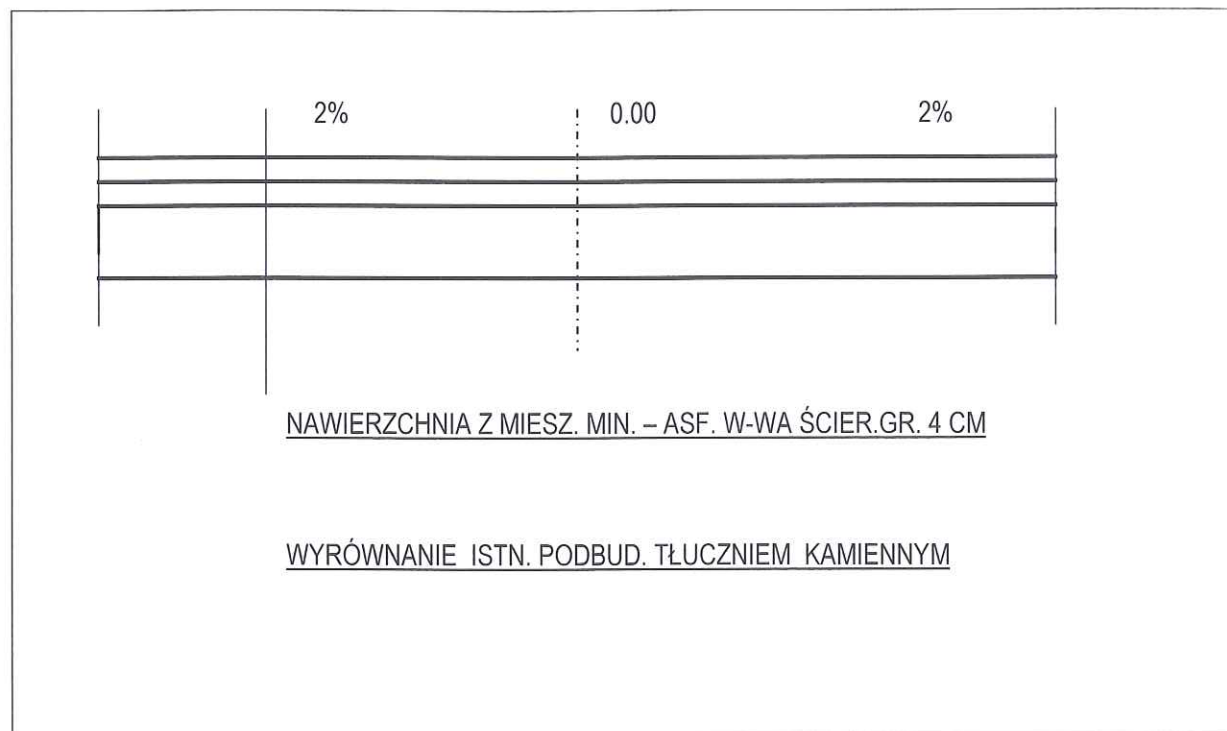 2% 0.00 2%
NAWIERZCHNIA Z MIESZ. MIN. – ASF. W-WA ŚCIER.GR. 4 CM
WYRÓWNANIE ISTN. PODBUD. TŁUCZNIEM KAMIENNYM